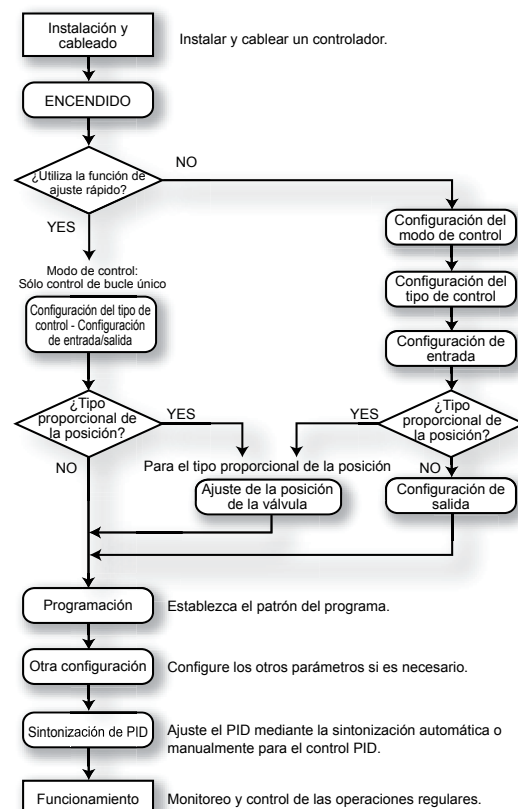 Instalación y
cableado
Instalar y cablear un controlador.
ENCENDIDO
¿Utiliza la función de
ajuste rápido?
NO
YES
Modo de control:
Sólo control de bucle único
Configuración del tipo de
control - Configuración
de entrada/salida
Configuración del
modo de control
Configuración del
tipo de control
Configuración de
entrada
¿Tipo
proporcional de
la posición?
YES
NO
YES
¿Tipo
proporcional de
la posición?
NO
Para el tipo proporcional de la posición
Ajuste de la posición
de la válvula
Configuración de
salida
Programación
Establezca el patrón del programa.
Otra configuración
Configure los otros parámetros si es necesario.
Sintonización de PID
Ajuste el PID mediante la sintonización automática o
manualmente para el control PID.
Funcionamiento
Monitoreo y control de las operaciones regulares.